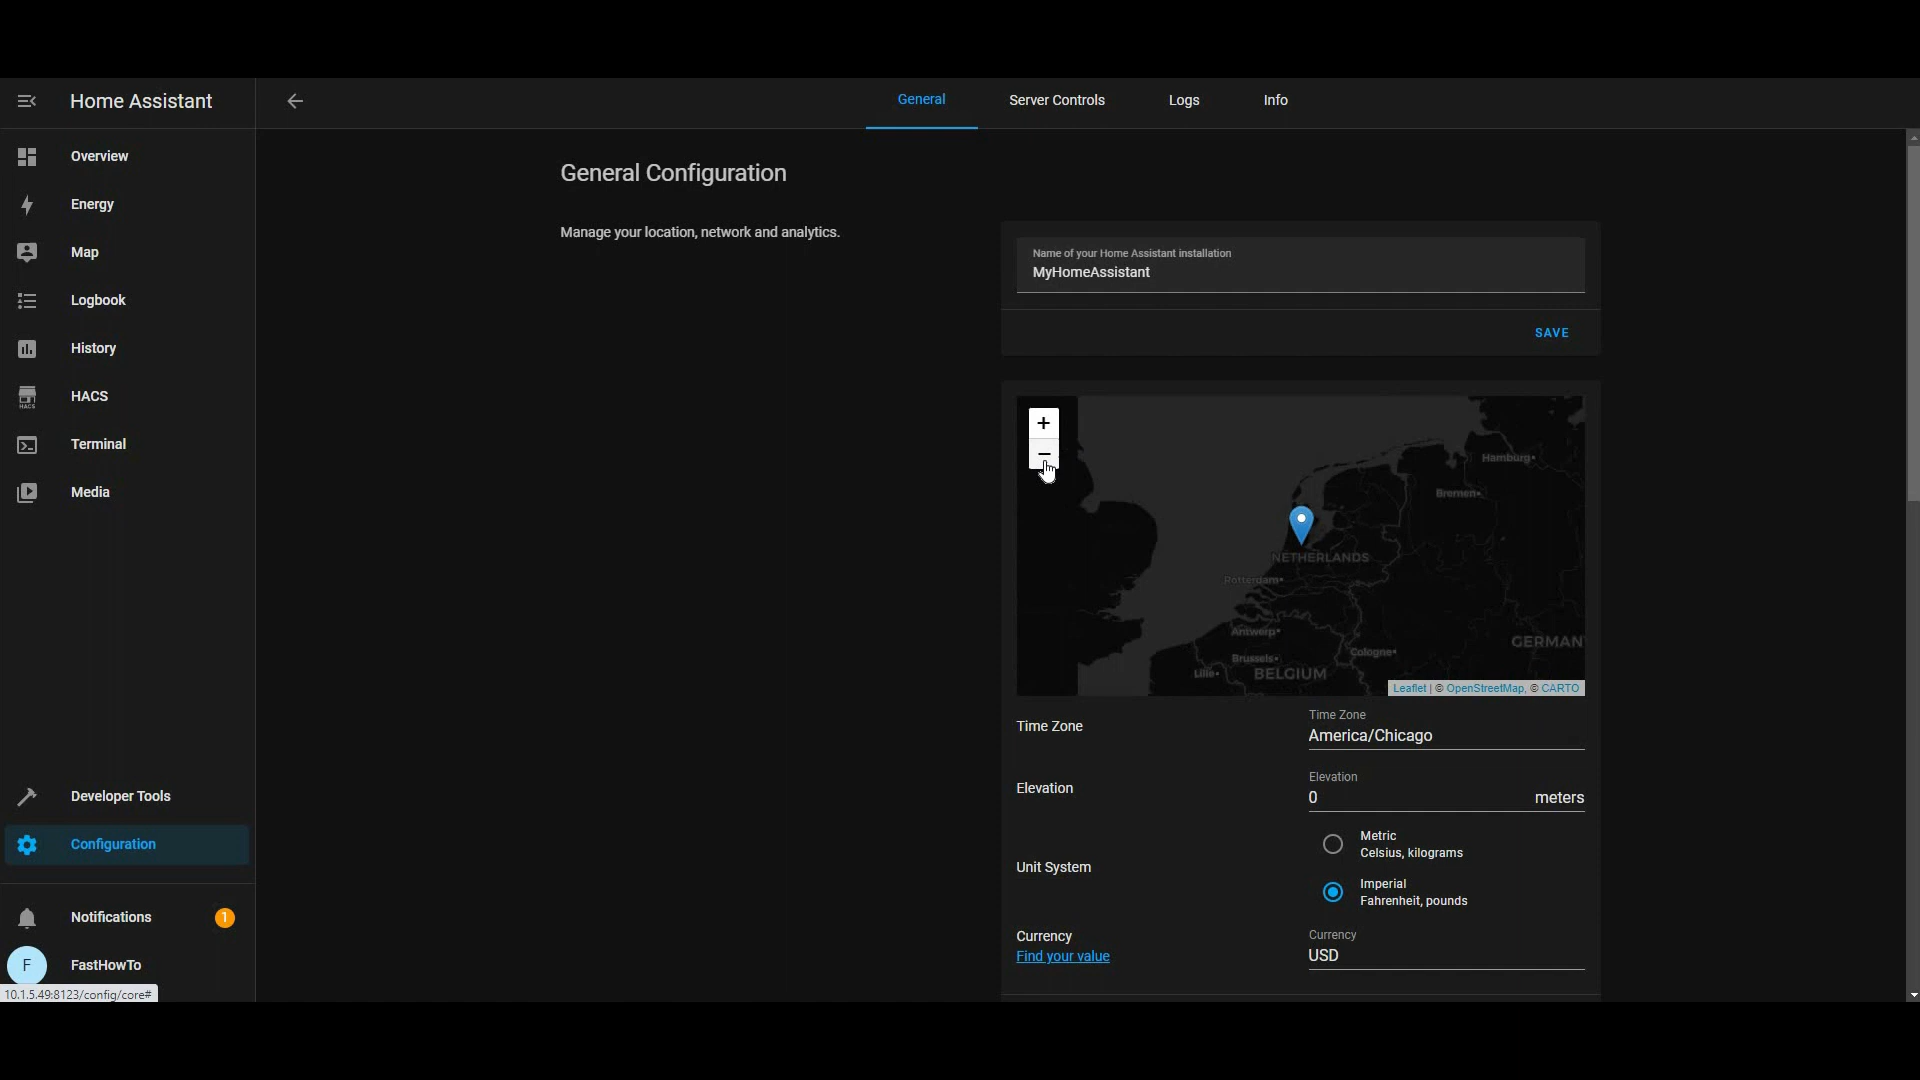 Home Assistant
General
Server Controls
Logs
Info
Overview
Energy
Map
Logbook
History
HACS
HACS
Terminal
Media
Developer Tools
Configuration
Notifications
1
F
FastHowTo
10.1.5.49:8123/config/core#
General Configuration
Manage your location, network and analytics.
Name of your Home Assistant installation
MyHomeAssistant
SAVE
+
−
Hamburg
Bremen
NETHERLANDS
Rotterdam
Antwerp
Brussels
Cologne
Lille
BELGIUM
GERMAN
Leaflet | © OpenStreetMap, © CARTO
Time Zone
Time Zone
America/Chicago
Elevation
Elevation
0 meters
Unit System
Metric
Celsius, kilograms
Imperial
Fahrenheit, pounds
Currency
Find your value
Currency
USD